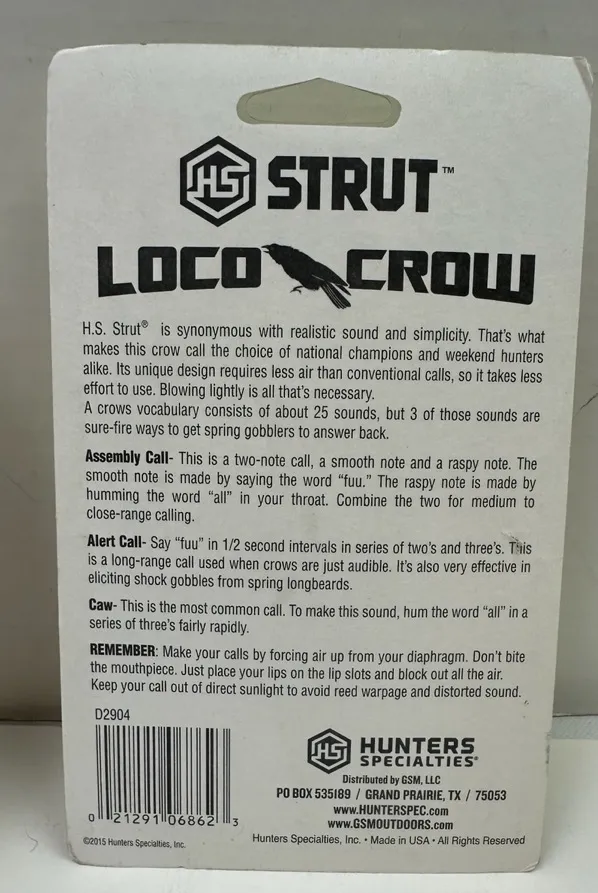 HS STRUT™
LOCO CROW
H.S. Strut® is synonymous with realistic sound and simplicity. That's what
makes this crow call the choice of national champions and weekend hunters
alike. Its unique design requires less air than conventional calls, so it takes less
effort to use. Blowing lightly is all that's necessary.
A crows vocabulary consists of about 25 sounds, but 3 of those sounds are
sure-fire ways to get spring gobblers to answer back.
Assembly Call- This is a two-note call, a smooth note and a raspy note. The
smooth note is made by saying the word “fuu.” The raspy note is made by
humming the word “all” in your throat. Combine the two for medium to
close-range calling.
Alert Call- Say “fuu” in 1/2 second intervals in series of two's and three's. This
is a long-range call used when crows are just audible. It's also very effective in
eliciting shock gobbles from spring longbeards.
Caw- This is the most common call. To make this sound, hum the word “all” in a
series of three's fairly rapidly.
REMEMBER: Make your calls by forcing air up from your diaphragm. Don't bite
the mouthpiece. Just place your lips on the lip slots and block out all the air.
Keep your call out of direct sunlight to avoid reed warpage and distorted sound.
D2904
0 21291 06862 3
©2015 Hunters Specialties, Inc.
HS HUNTERS
SPECIALTIES®
Distributed by GSM, LLC
PO BOX 535189 / GRAND PRAIRIE, TX / 75053
www.HUNTERSPEC.com
www.GSMOUTDOORS.com
Hunters Specialties, Inc. • Made in USA • All Rights Reserved